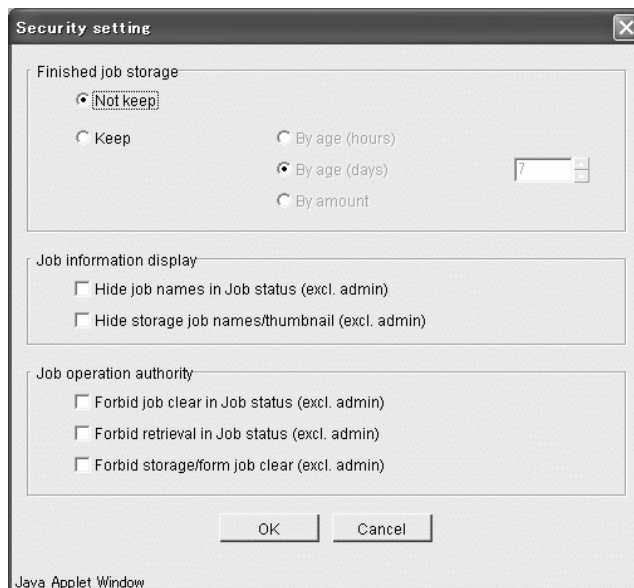 Security setting
Finished job storage
Not keep
Keep
By age (hours)
By age (days)
7
By amount
Job information display
Hide job names in Job status (excl. admin)
Hide storage job names/thumbnail (excl. admin)
Job operation authority
Forbid job clear in Job status (excl. admin)
Forbid retrieval in Job status (excl. admin)
Forbid storage/form job clear (excl. admin)
OK Cancel
Java Applet Window